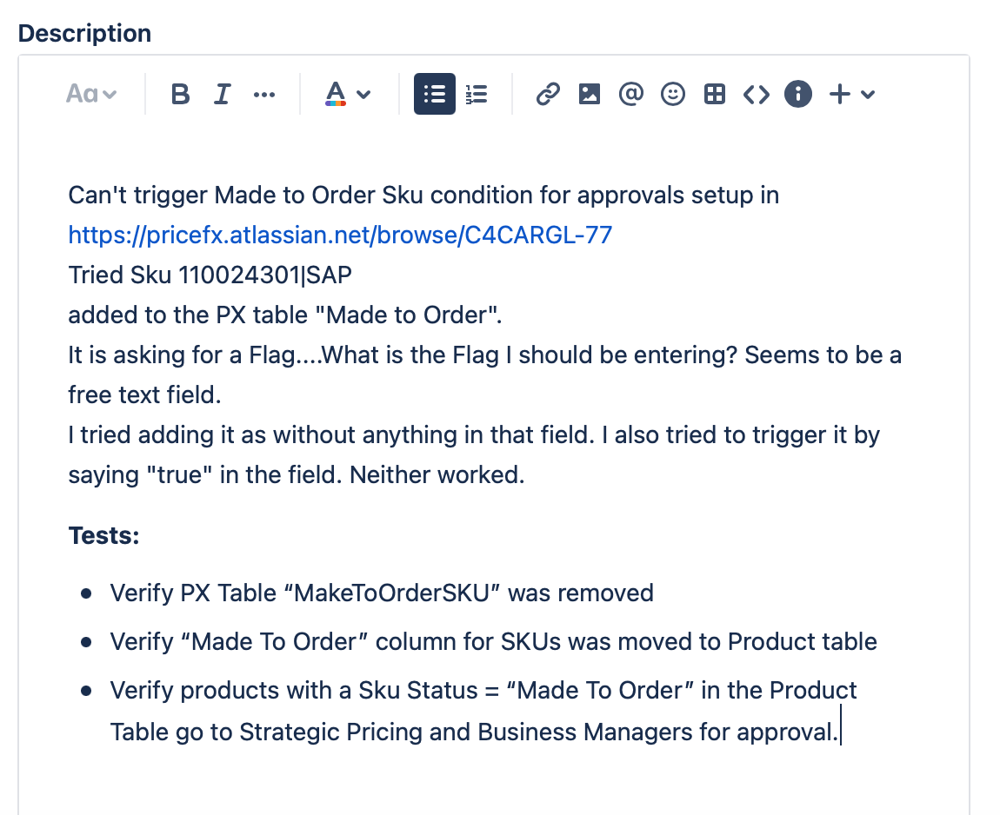 Description
Aa
B I ... A @ < > i +
Can't trigger Made to Order Sku condition for approvals setup in
https://pricefx.atlassian.net/browse/C4CARGL-77
Tried Sku 110024301|SAP
added to the PX table "Made to Order".
It is asking for a Flag....What is the Flag I should be entering? Seems to be a
free text field.
I tried adding it as without anything in that field. I also tried to trigger it by
saying "true" in the field. Neither worked.
Tests:
• Verify PX Table “MakeToOrderSKU” was removed
• Verify “Made To Order” column for SKUs was moved to Product table
• Verify products with a Sku Status = “Made To Order” in the Product
Table go to Strategic Pricing and Business Managers for approval.